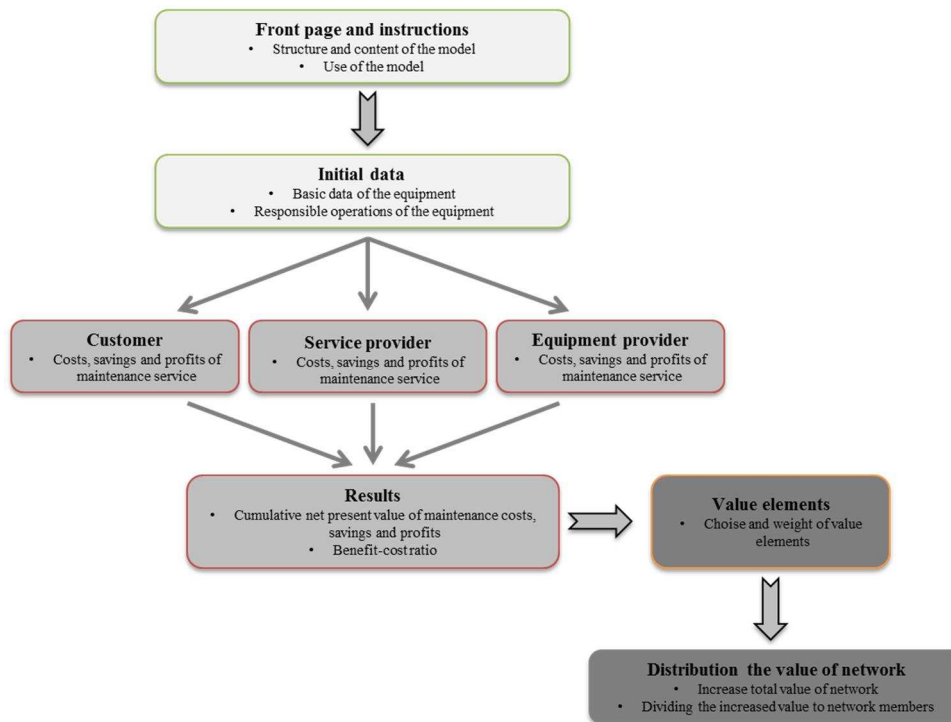 Front page and instructions
• Structure and content of the model
• Use of the model
Initial data
• Basic data of the equipment
• Responsible operations of the equipment
Customer
• Costs, savings and profits of
maintenance service
Service provider
• Costs, savings and profits of
maintenance service
Equipment provider
• Costs, savings and profits of
maintenance service
Results
• Cumulative net present value of maintenance costs,
savings and profits
• Benefit-cost ratio
Value elements
• Choise and weight of value
elements
Distribution the value of network
• Increase total value of network
• Dividing the increased value to network members